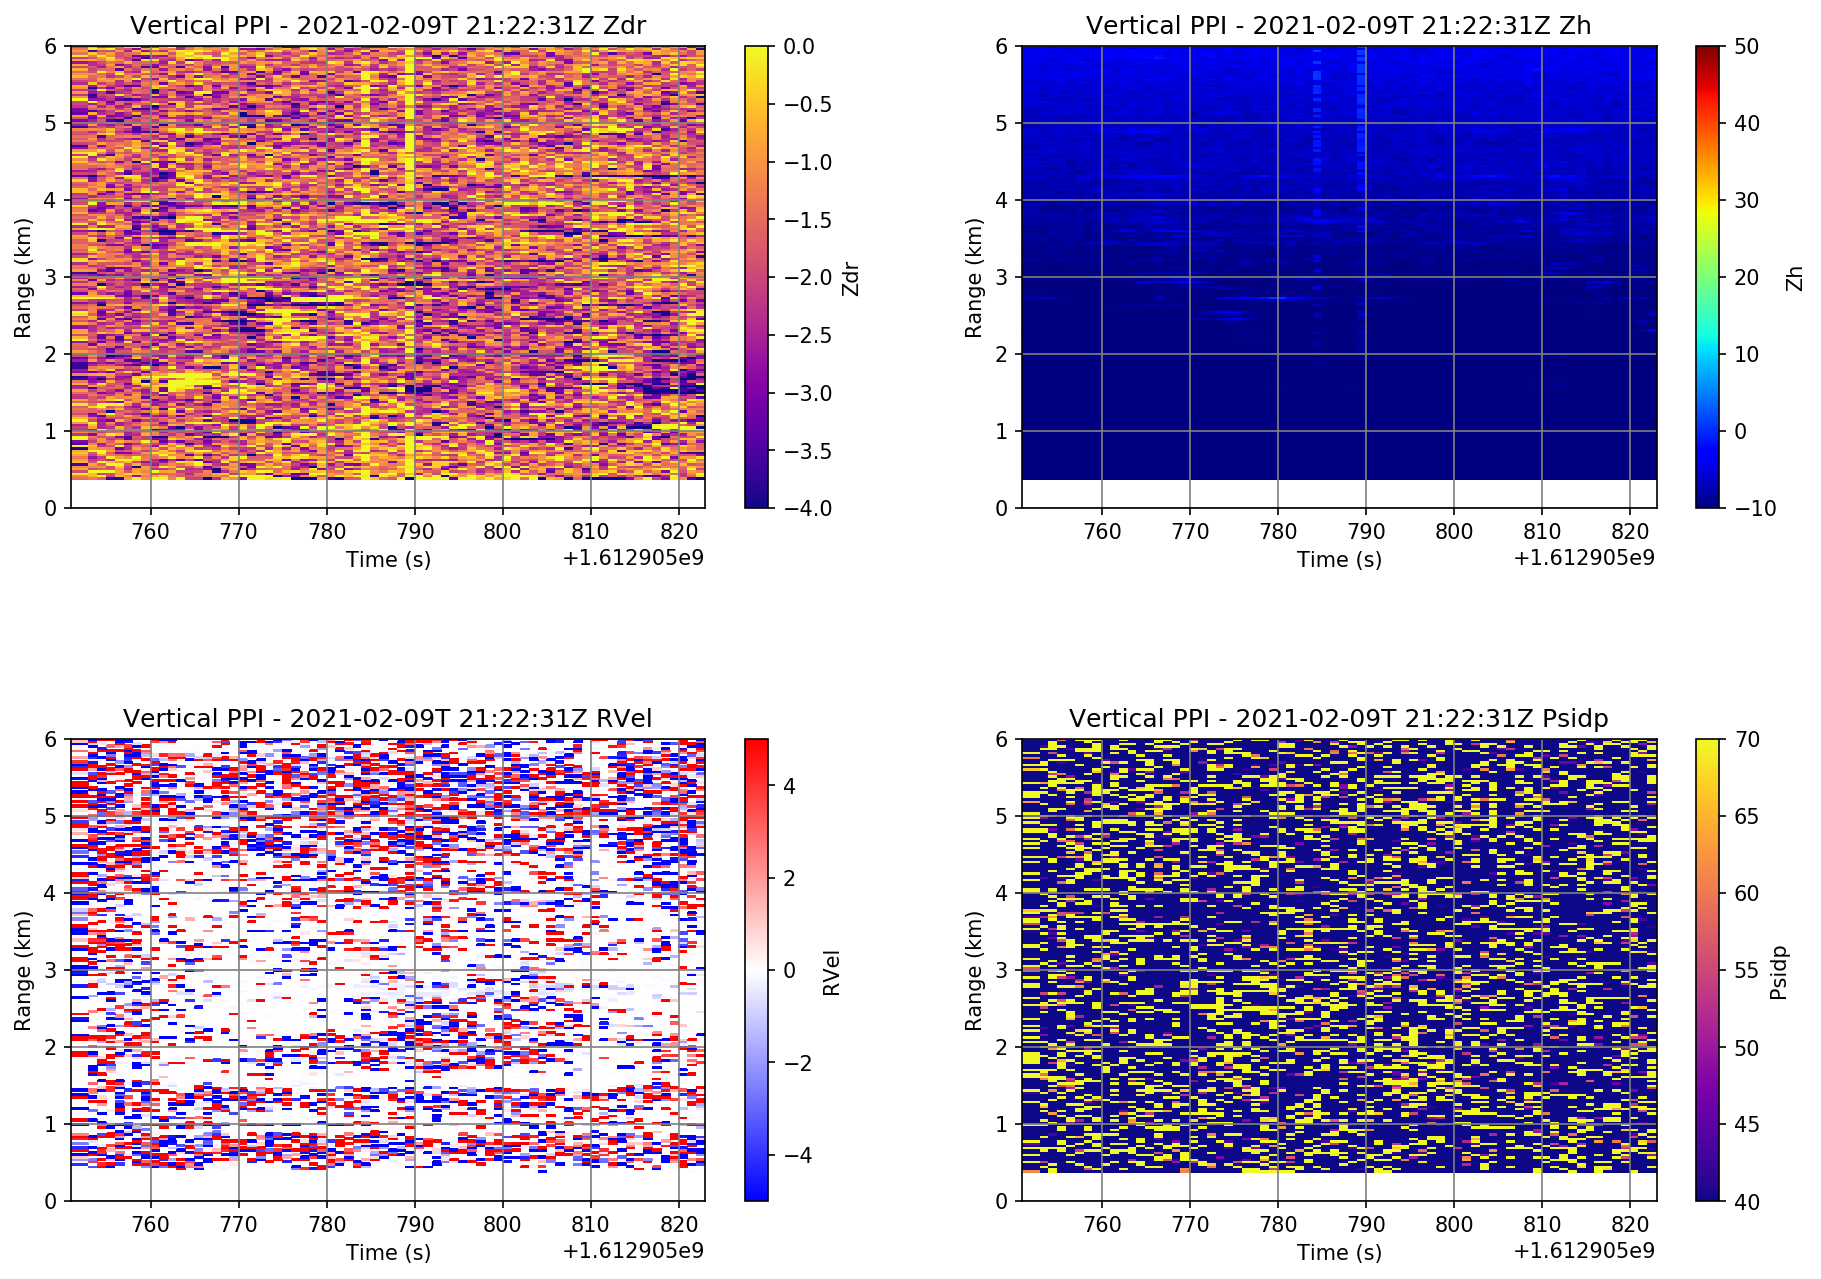 Vertical PPI - 2021-02-09T 21:22:31Z Zdr
6
5
4
3
2
1
0
Range (km)
760 770 780 790 800 810 820
Time (s)
+1.612905e9
0.0
−0.5
−1.0
−1.5
−2.0
−2.5
−3.0
−3.5
−4.0
Zdr
Vertical PPI - 2021-02-09T 21:22:31Z Zh
6
5
4
3
2
1
0
Range (km)
760 770 780 790 800 810 820
Time (s)
+1.612905e9
50
40
30
20
10
0
−10
Zh
Vertical PPI - 2021-02-09T 21:22:31Z RVel
6
5
4
3
2
1
0
Range (km)
760 770 780 790 800 810 820
Time (s)
+1.612905e9
4
2
0
−2
−4
RVel
Vertical PPI - 2021-02-09T 21:22:31Z Psidp
6
5
4
3
2
1
0
Range (km)
760 770 780 790 800 810 820
Time (s)
+1.612905e9
70
65
60
55
50
45
40
Psidp